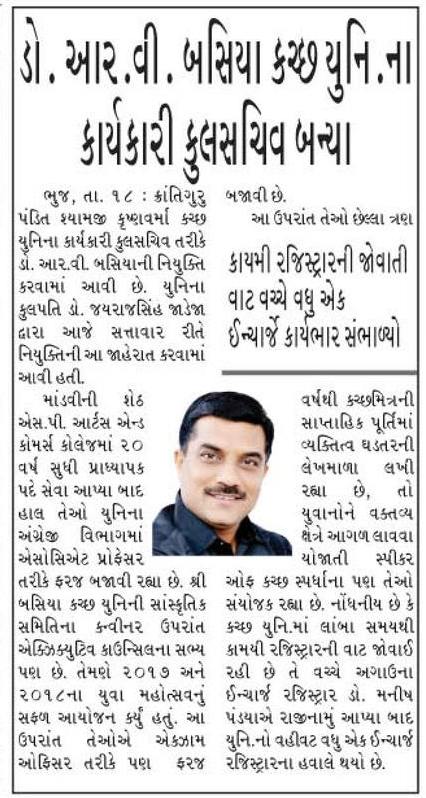 ડો. આર.વી. બસિયા કચ્છ યુનિ.ના
કાર્યકારી કુલસચિવ બન્યા
ભુજ, તા. ૧૮ : ક્રાંતિગુરુ
પંડિત શ્યામજી કૃષ્ણવર્મા કચ્છ
યુનિના કાર્યકારી કુલસચિવ તરીકે
ડો. આર.વી. બસિયાની નિયુક્તિ
કરવામાં આવી છે. યુનિના
કુલપતિ ડો. જયરાજસિંહ જાડેજા
દ્વારા આજે સત્તાવાર રીતે
નિયુક્તિની આ જાહેરાત કરવામાં
આવી હતી.
માંડવીની શેઠ
એસ.પી. આર્ટસ એન્ડ
કોમર્સ કોલેજમાં ૨૦
વર્ષ સુધી પ્રાધ્યાપક
પદે સેવા આપ્યા બાદ
હાલ તેઓ યુનિના
અંગ્રેજી વિભાગમાં
એસોસિએટ પ્રોફેસર
તરીકે ફરજ બજાવી રહ્યા છે. શ્રી
બસિયા કચ્છ યુનિની સાંસ્કૃતિક
સમિતિના કન્વીનર ઉપરાંત
એક્ઝિક્યુટિવ કાઉન્સિલના સભ્ય
પણ છે. તેમણે ૨૦૧૭ અને
૨૦૧૮ના યુવા મહોત્સવનું
સફળ આયોજન કર્યું હતું. આ
ઉપરાંત તેઓએ એકઝામ
ઓફિસર તરીકે પણ ફરજ
બજાવી છે.
આ ઉપરાંત તેઓ છેલ્લા ત્રણ
કાયમી રજિસ્ટ્રારની જોવાતી
વાટ વચ્ચે વધુ એક
ઈન્ચાર્જે કાર્યભાર સંભાળ્યો
વર્ષથી કચ્છમિત્રની
સાપ્તાહિક પૂર્તિમાં
વ્યક્તિત્વ ઘડતરની
લેખમાળા લખી
રહ્યા છે, તો
યુવાનોને વક્તવ્ય
ક્ષેત્રે આગળ લાવવા
યોજાતી સ્પીકર
ઓફ કચ્છ સ્પર્ધાના પણ તેઓ
સંયોજક રહ્યા છે. નોંધનીય છે કે
કચ્છ યુનિ.માં લાંબા સમયથી
કામયી રજિસ્ટ્રારની વાટ જોવાઈ
રહી છે તે વચ્ચે અગાઉના
ઈન્ચાર્જ રજિસ્ટ્રાર ડો. મનીષ
પંડયાએ રાજીનામું આપ્યા બાદ
યુનિ.નો વહીવટ વધુ એક ઈન્ચાર્જ
રજિસ્ટ્રારના હવાલે થયો છે.